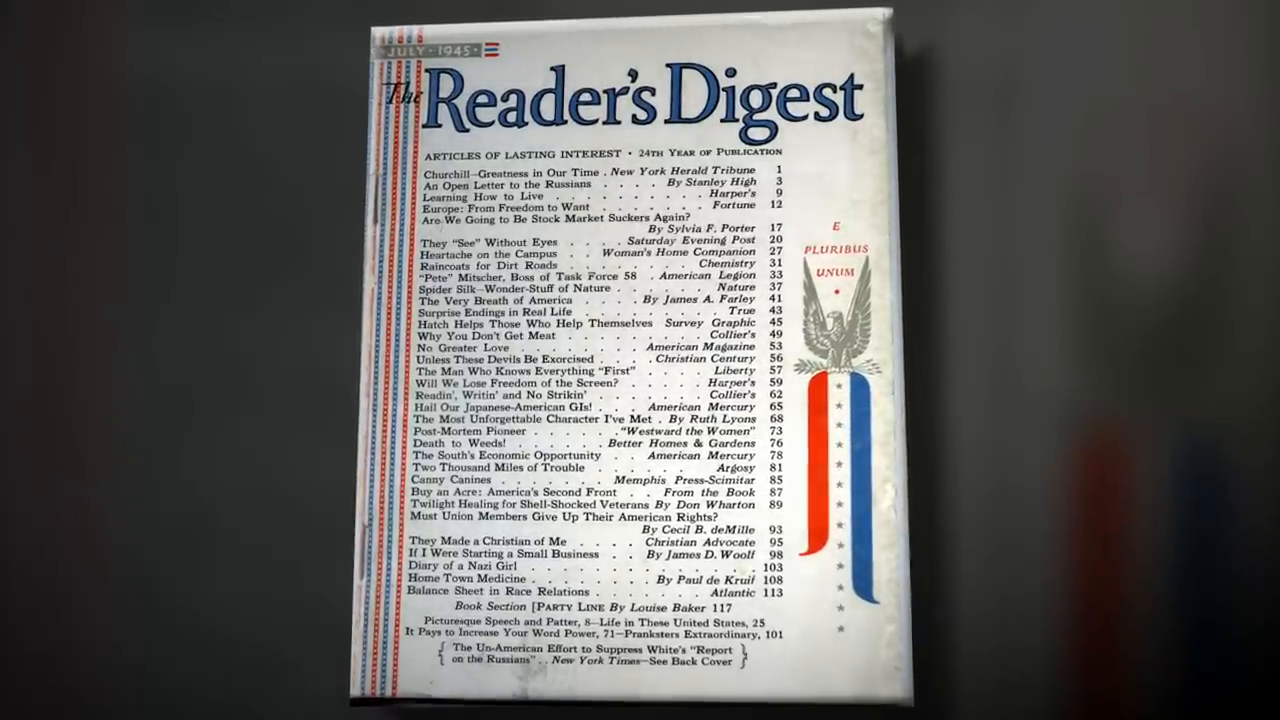 JULY · 1945 ·
The Reader's Digest
ARTICLES OF LASTING INTEREST • 24TH YEAR OF PUBLICATION
Churchill—Greatness in Our Time . New York Herald Tribune 1
An Open Letter to the Russians . . . . By Stanley High 3
Learning How to Live . . . . . . . . . Harper's 9
Europe: From Freedom to Want . . . . . . . Fortune 12
Are We Going to Be Stock Market Suckers Again?
By Sylvia F. Porter 17
They "See" Without Eyes . . . . Saturday Evening Post 20
Heartache on the Campus . . Woman's Home Companion 27
Raincoats for Dirt Roads . . . . . . . . Chemistry 31
"Pete" Mitscher, Boss of Task Force 58 . American Legion 33
Spider Silk—Wonder-Stuff of Nature . . . . . . Nature 37
The Very Breath of America . . . . By James A. Farley 41
Surprise Endings in Real Life . . . . . . . . . True 43
Hatch Helps Those Who Help Themselves Survey Graphic 45
Why You Don't Get Meat . . . . . . . . . Collier's 49
No Greater Love . . . . . . . . American Magazine 53
Unless These Devils Be Exorcised . . . . Christian Century 56
The Man Who Knows Everything "First" . . . . . Liberty 57
Will We Lose Freedom of the Screen? . . . . . . Harper's 59
Readin', Writin' and No Strikin' . . . . . . . Collier's 62
Hail Our Japanese-American GIs! . . . American Mercury 65
The Most Unforgettable Character I've Met . By Ruth Lyons 68
Post-Mortem Pioneer . . . . . . "Westward the Women" 73
Death to Weeds! . . . . . . Better Homes & Gardens 76
The South's Economic Opportunity . . American Mercury 78
Two Thousand Miles of Trouble . . . . . . Argosy 81
Canny Canines . . . . . . . Memphis Press-Scimitar 85
Buy an Acre: America's Second Front . . From the Book 87
Twilight Healing for Shell-Shocked Veterans By Don Wharton 89
Must Union Members Give Up Their American Rights?
By Cecil B. deMille 93
They Made a Christian of Me . . . . Christian Advocate 95
If I Were Starting a Small Business . . By James D. Woolf 98
Diary of a Nazi Girl . . . . . . . . . . . . . . 103
Home Town Medicine . . . . . . . . By Paul de Kruif 108
Balance Sheet in Race Relations . . . . . . . Atlantic 113
Book Section [PARTY LINE By Louise Baker 117
Picturesque Speech and Patter, 8—Life in These United States, 25
It Pays to Increase Your Word Power, 71—Pranksters Extraordinary, 101
{ The Un-American Effort to Suppress White's "Report
on the Russians" . . New York Times—See Back Cover }
E
PLURIBUS
UNUM